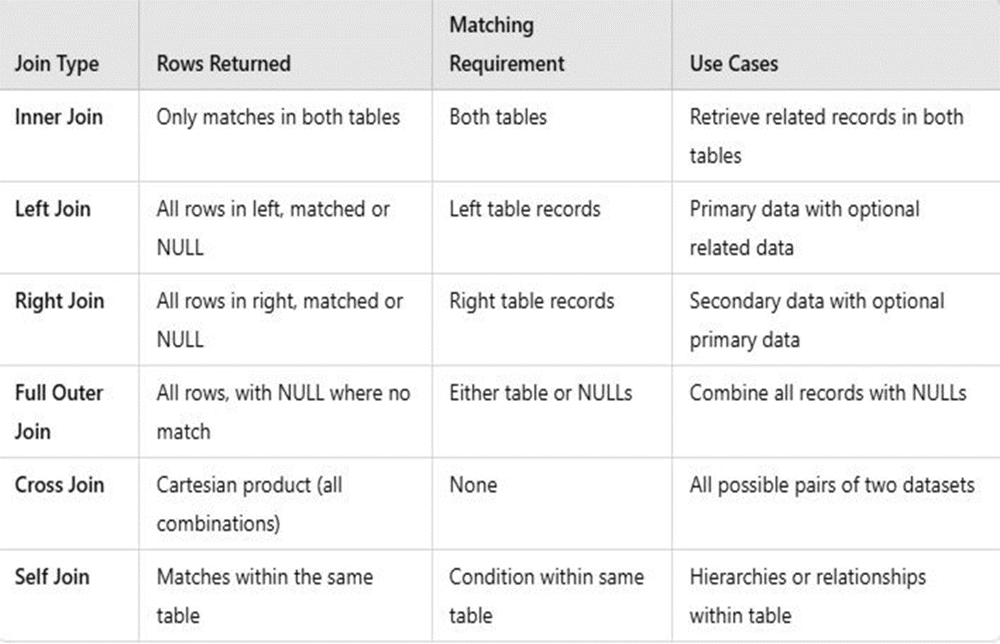 Join Type
Rows Returned
Matching
Requirement
Use Cases
Inner Join
Only matches in both tables
Both tables
Retrieve related records in both
tables
Left Join
All rows in left, matched or
NULL
Left table records
Primary data with optional
related data
Right Join
All rows in right, matched or
NULL
Right table records
Secondary data with optional
primary data
Full Outer
Join
All rows, with NULL where no
match
Either table or NULLs
Combine all records with NULLs
Cross Join
Cartesian product (all
combinations)
None
All possible pairs of two datasets
Self Join
Matches within the same
table
Condition within same
table
Hierarchies or relationships
within table